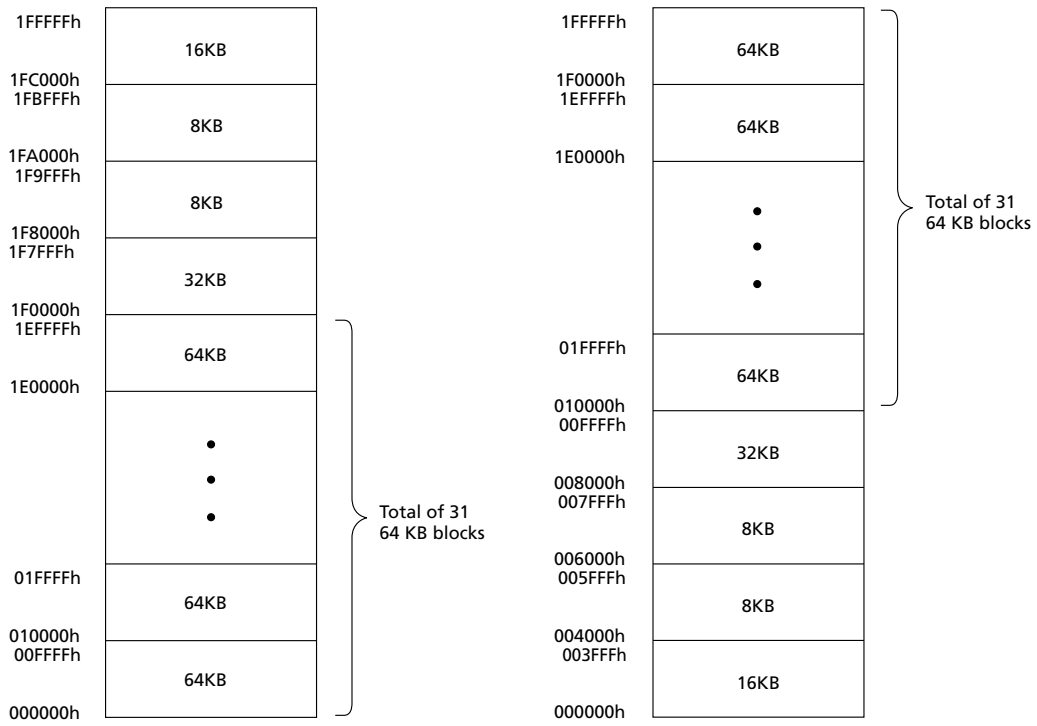 1FFFFFh
16KB
1FC000h
1FBFFFh
8KB
1FA000h
1F9FFFh
8KB
1F8000h
1F7FFFh
32KB
1F0000h
1EFFFFh
64KB
1E0000h
Total of 31
64 KB blocks
01FFFFh
64KB
010000h
00FFFFh
64KB
000000h
1FFFFFh
64KB
1F0000h
1EFFFFh
64KB
1E0000h
Total of 31
64 KB blocks
01FFFFh
64KB
010000h
00FFFFh
32KB
008000h
007FFFh
8KB
006000h
005FFFh
8KB
004000h
003FFFh
16KB
000000h